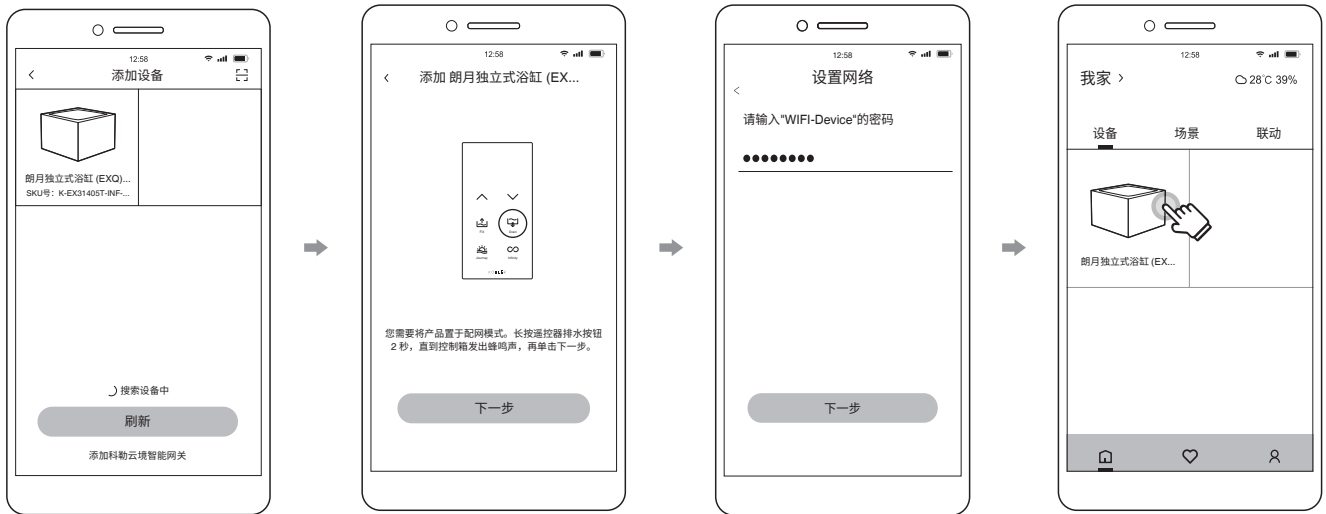 12:58
添加设备
朗月独立式浴缸 (EXQ)...
SKU号：K-EX31405T-INF-...
搜索设备中
刷新
添加科勒云境智能网关
12:58
添加 朗月独立式浴缸 (EX...
Fill
Drain
Journey
Infinity
您需要将产品置于配网模式。长按遥控器排水按钮
2 秒，直到控制箱发出蜂鸣声，再单击下一步。
下一步
12:58
设置网络
请输入"WIFI-Device"的密码
下一步
12:58
我家
28℃ 39%
设备
场景
联动
朗月独立式浴缸 (EX...